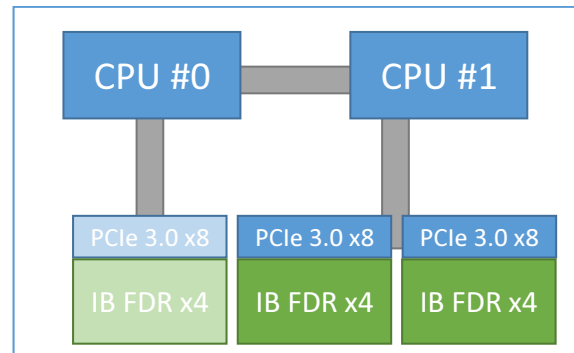 CPU #0
CPU #1
PCIe 3.0 x8
PCIe 3.0 x8
PCIe 3.0 x8
IB FDR x4
IB FDR x4
IB FDR x4